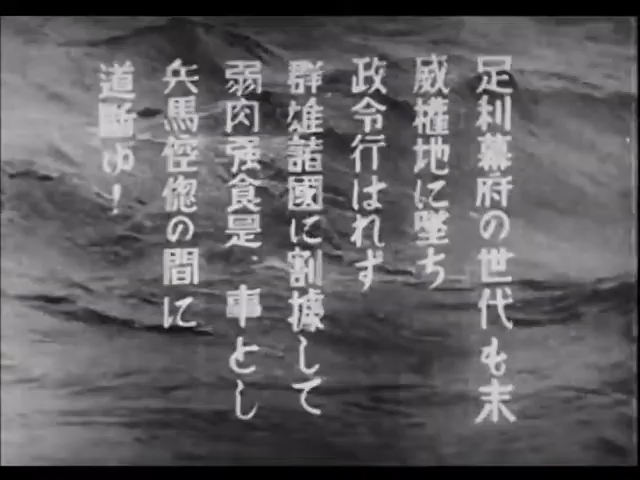 足利幕府の世代も末
威権地に墜ち
政令行はれず
群雄諸國に割據して
弱肉强食是、事とし
兵馬倥偬の間に
道断ゆ！